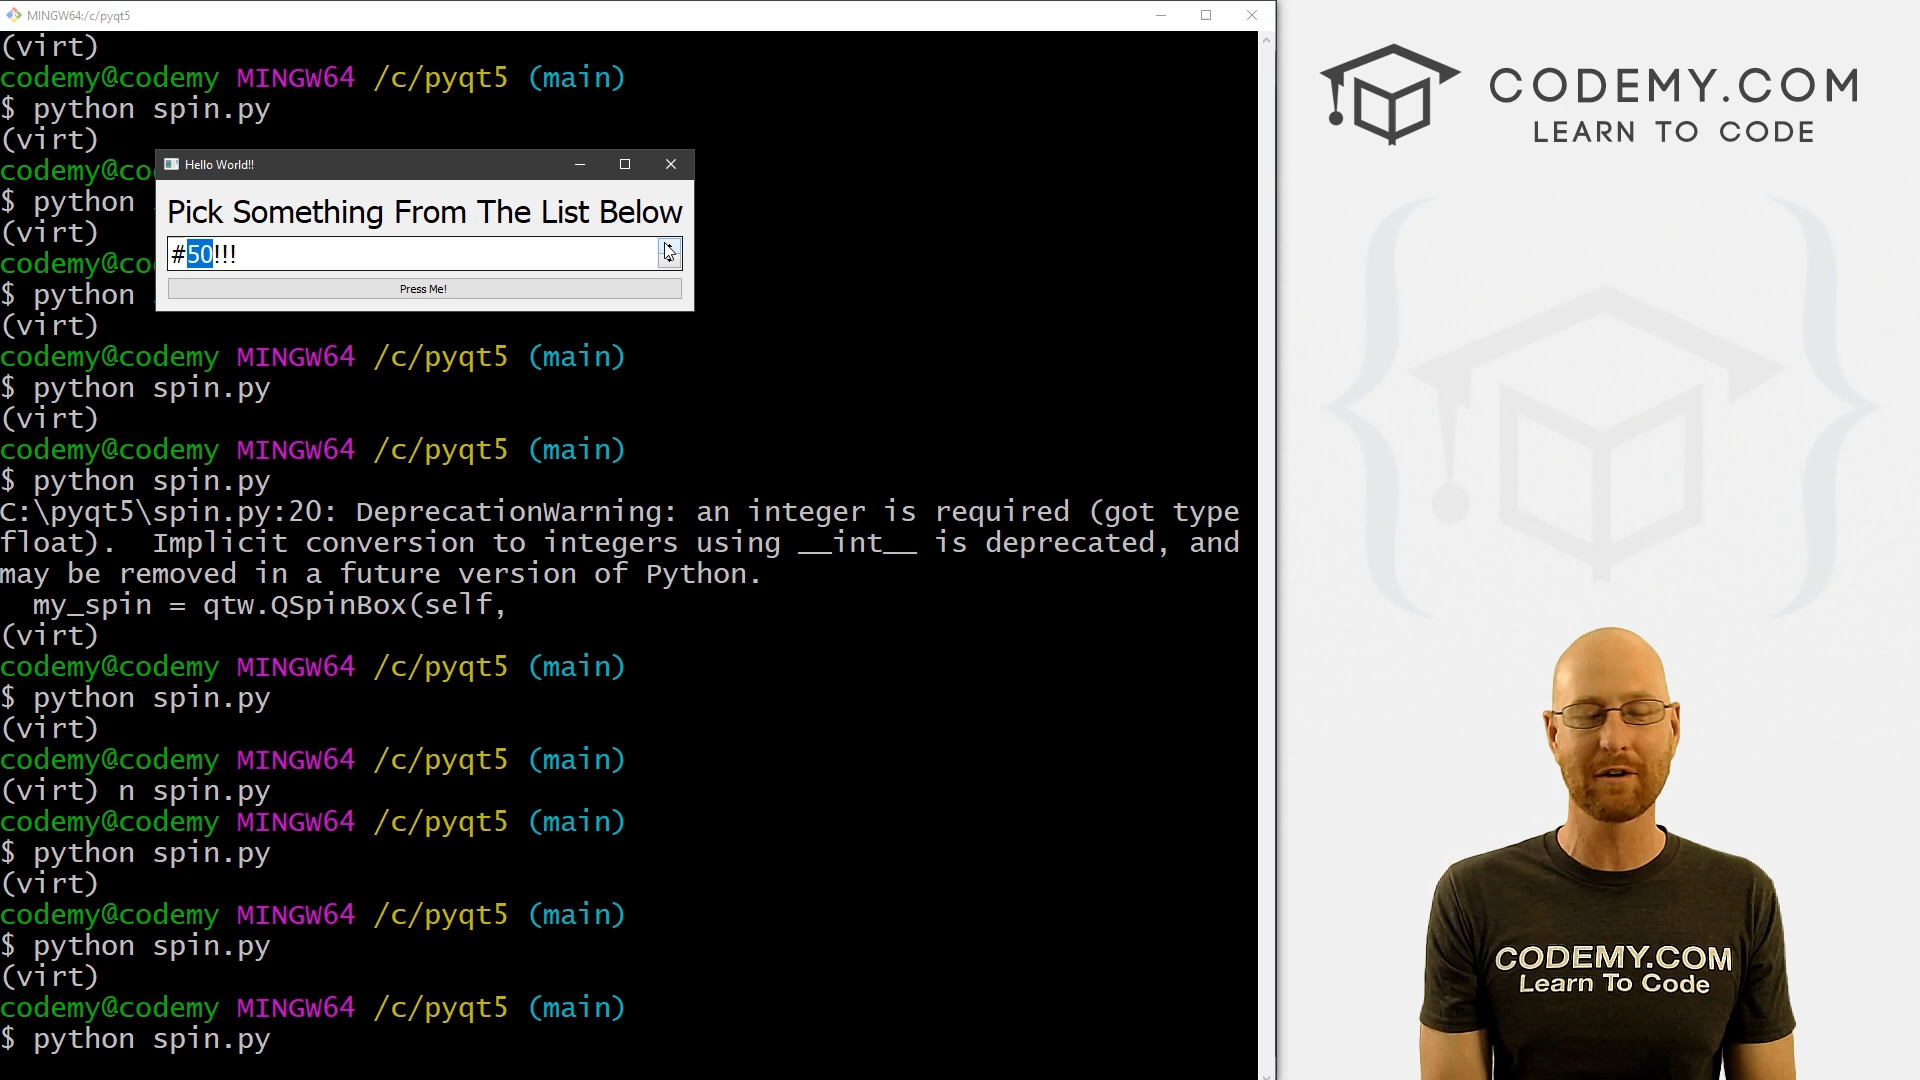 MINGW64:/c/pyqt5
(virt)
codemy@codemy MINGW64 /c/pyqt5 (main)
$ python spin.py
(virt)
codemy@co
$ python
(virt)
codemy@co
$ python
(virt)
codemy@codemy MINGW64 /c/pyqt5 (main)
$ python spin.py
(virt)
codemy@codemy MINGW64 /c/pyqt5 (main)
$ python spin.py
C:\pyqt5\spin.py:20: DeprecationWarning: an integer is required (got type
float).  Implicit conversion to integers using __int__ is deprecated, and
may be removed in a future version of Python.
  my_spin = qtw.QSpinBox(self,
(virt)
codemy@codemy MINGW64 /c/pyqt5 (main)
$ python spin.py
(virt)
codemy@codemy MINGW64 /c/pyqt5 (main)
(virt) n spin.py
codemy@codemy MINGW64 /c/pyqt5 (main)
$ python spin.py
(virt)
codemy@codemy MINGW64 /c/pyqt5 (main)
$ python spin.py
(virt)
codemy@codemy MINGW64 /c/pyqt5 (main)
$ python spin.py
Hello World!!
Pick Something From The List Below
#50!!!
Press Me!
CODEMY.COM
LEARN TO CODE
CODEMY.COM
Learn To Code